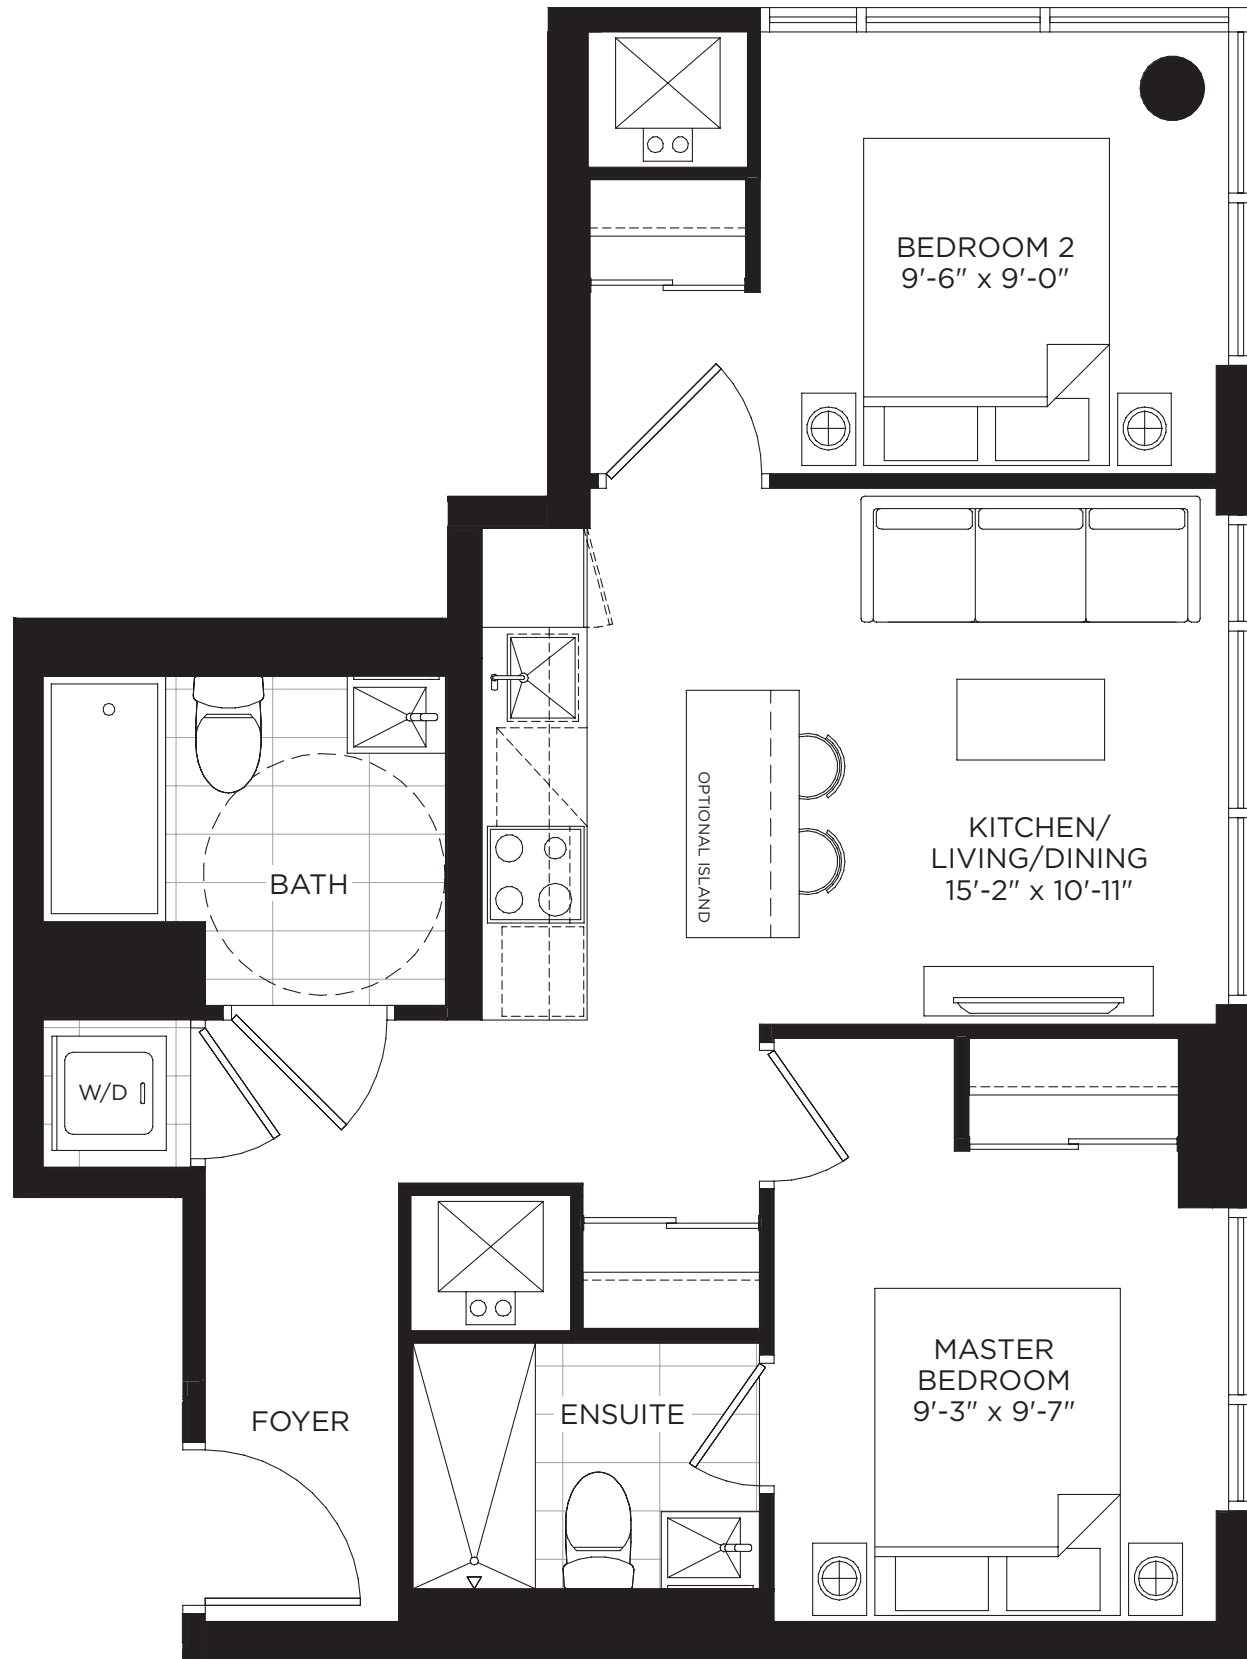 BEDROOM 2
9'-6" x 9'-0"
OPTIONAL ISLAND
KITCHEN/
LIVING/DINING
15'-2" x 10'-11"
BATH
W/D
MASTER
BEDROOM
9'-3" x 9'-7"
ENSUITE
FOYER